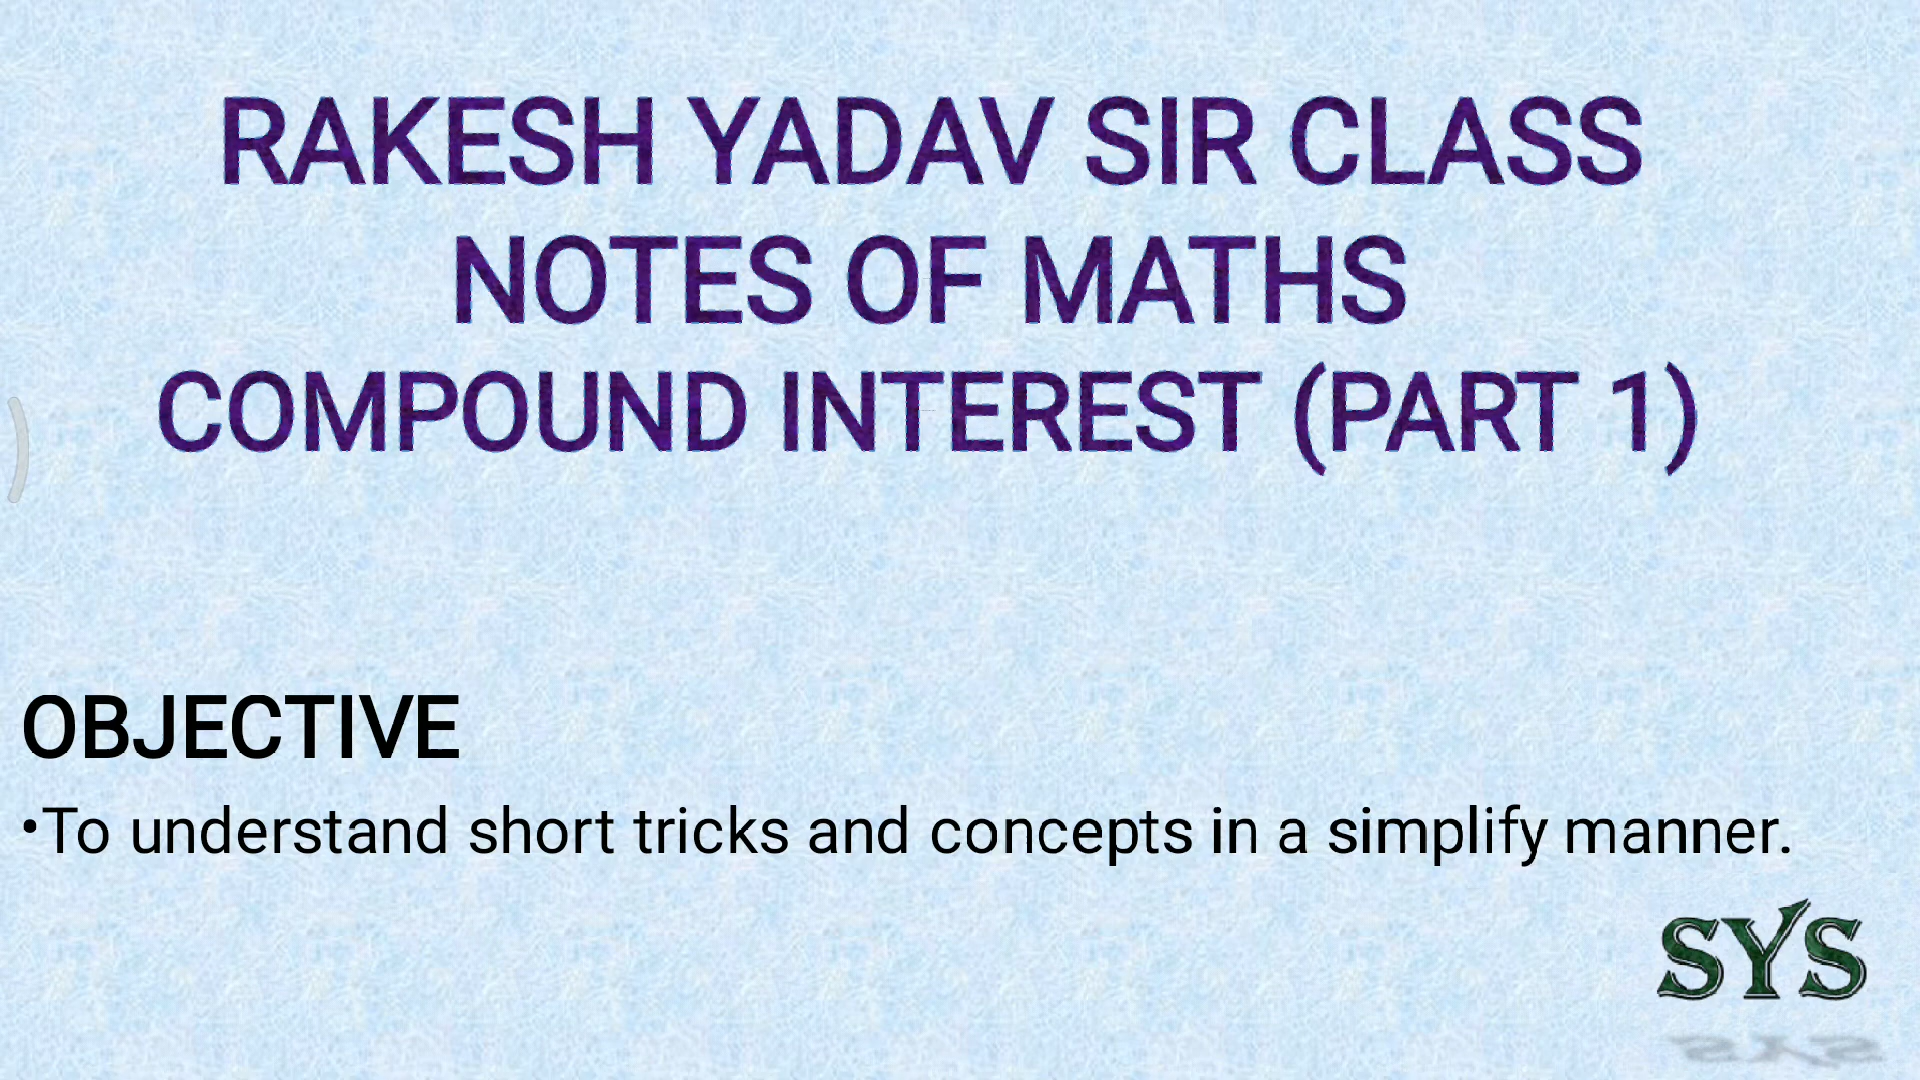 RAKESH YADAV SIR CLASS
NOTES OF MATHS
COMPOUND INTEREST (PART 1)
OBJECTIVE
•To understand short tricks and concepts in a simplify manner.
SYS